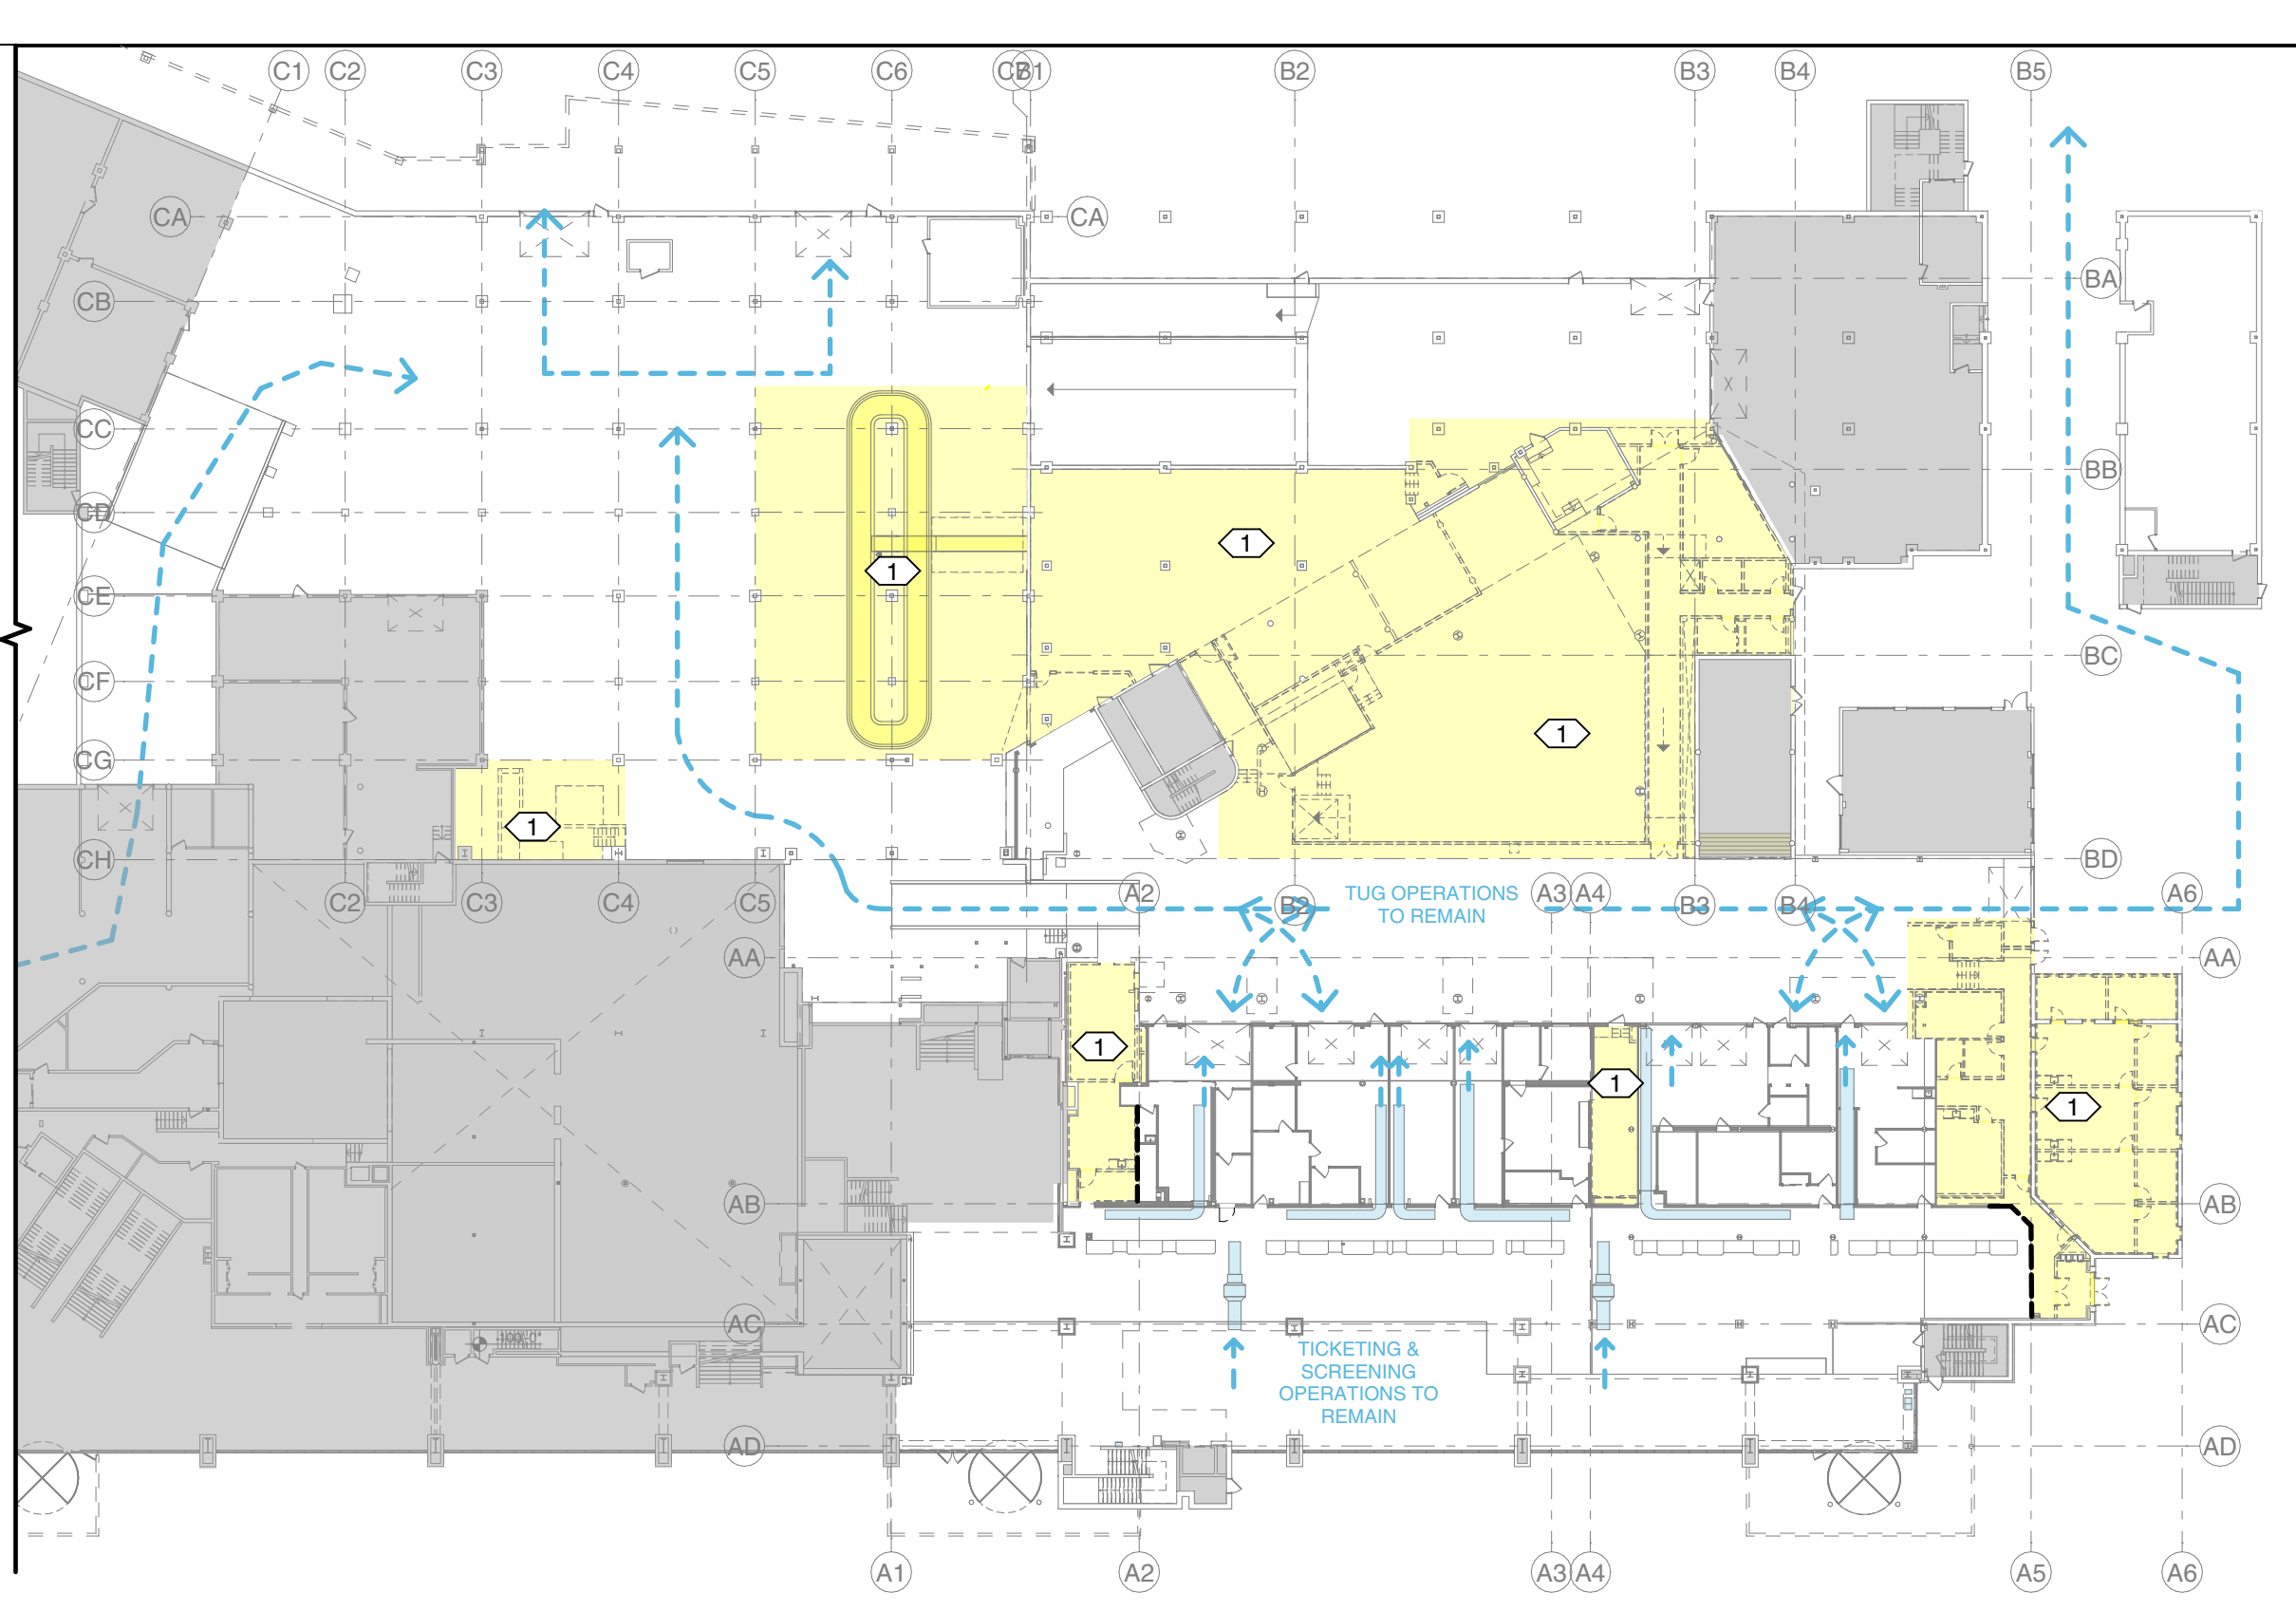 C1 C2 C3 C4 C5 C6 C7 B1 B2 B3 B4 B5
CA CA
BA
CB
CC
BB
CD
1
1
CE
BC
CF
1
CG
1
CH
BD
C2 C3 C4 C5 A2 B2 A3 A4 B3 B4 A6
TUG OPERATIONS
TO REMAIN
AA AA
1
1
1
AB AB
AC AC
TICKETING &
SCREENING
OPERATIONS TO
REMAIN
AD AD
A1 A2 A3 A4 A5 A6